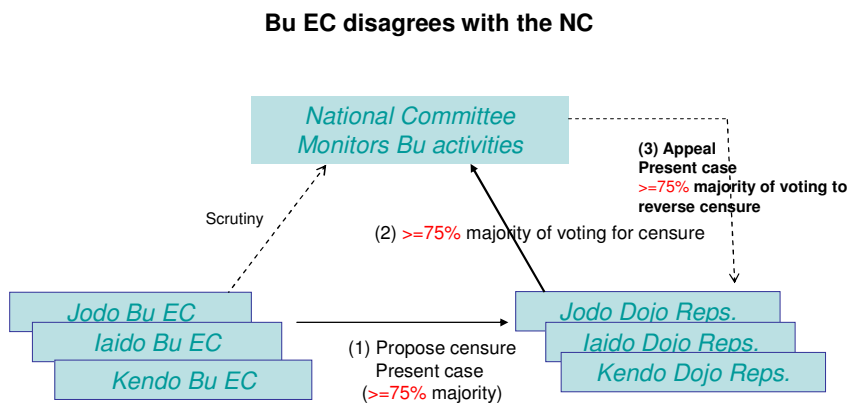 Bu EC disagrees with the NC
National Committee
Monitors Bu activities
(3) Appeal
Present case
>=75% majority of voting to
reverse censure
Scrutiny
(2) >=75% majority of voting for censure
Jodo Bu EC
Iaido Bu EC
Kendo Bu EC
(1) Propose censure
Present case
(>=75% majority)
Jodo Dojo Reps.
Iaido Dojo Reps.
Kendo Dojo Reps.